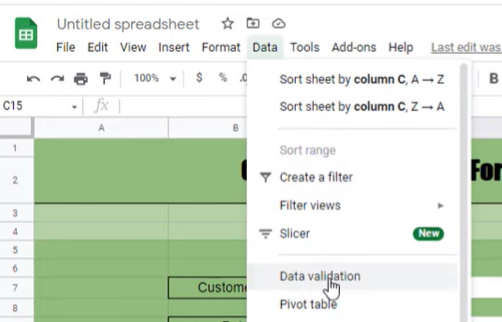 Untitled spreadsheet
File Edit View Insert Format Data Tools Add-ons Help Last edit was
100% $ % .0 B
C15 fx
Sort sheet by column C, A → Z
Sort sheet by column C, Z → A
Sort range
Create a filter
Filter views
Slicer New
Data validation
Pivot table
A B
1
2 For
3
4
5
6
7 Custome
8